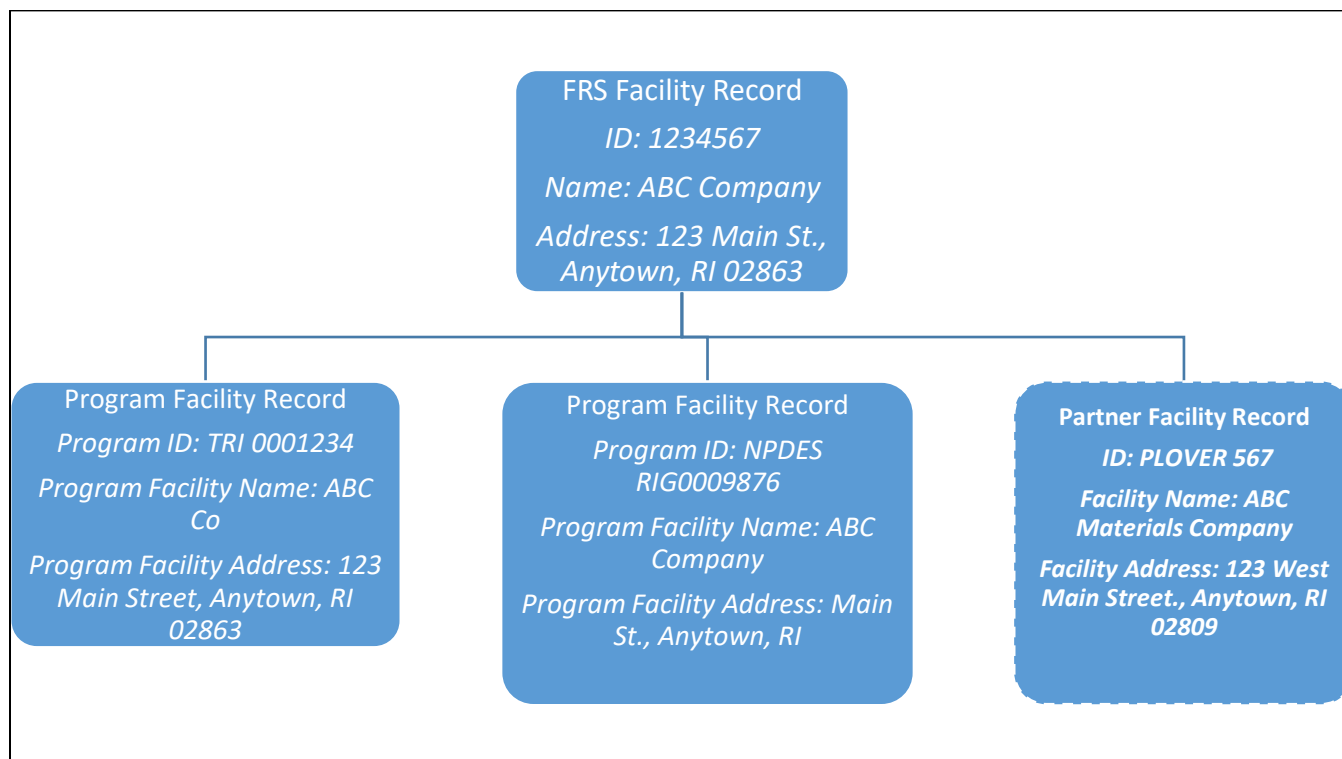 FRS Facility Record
ID: 1234567
Name: ABC Company
Address: 123 Main St.,
Anytown, RI 02863
Program Facility Record
Program ID: TRI 0001234
Program Facility Name: ABC
Co
Program Facility Address: 123
Main Street, Anytown, RI
02863
Program Facility Record
Program ID: NPDES
RIG0009876
Program Facility Name: ABC
Company
Program Facility Address: Main
St., Anytown, RI
Partner Facility Record
ID: PLOVER 567
Facility Name: ABC
Materials Company
Facility Address: 123 West
Main Street., Anytown, RI
02809